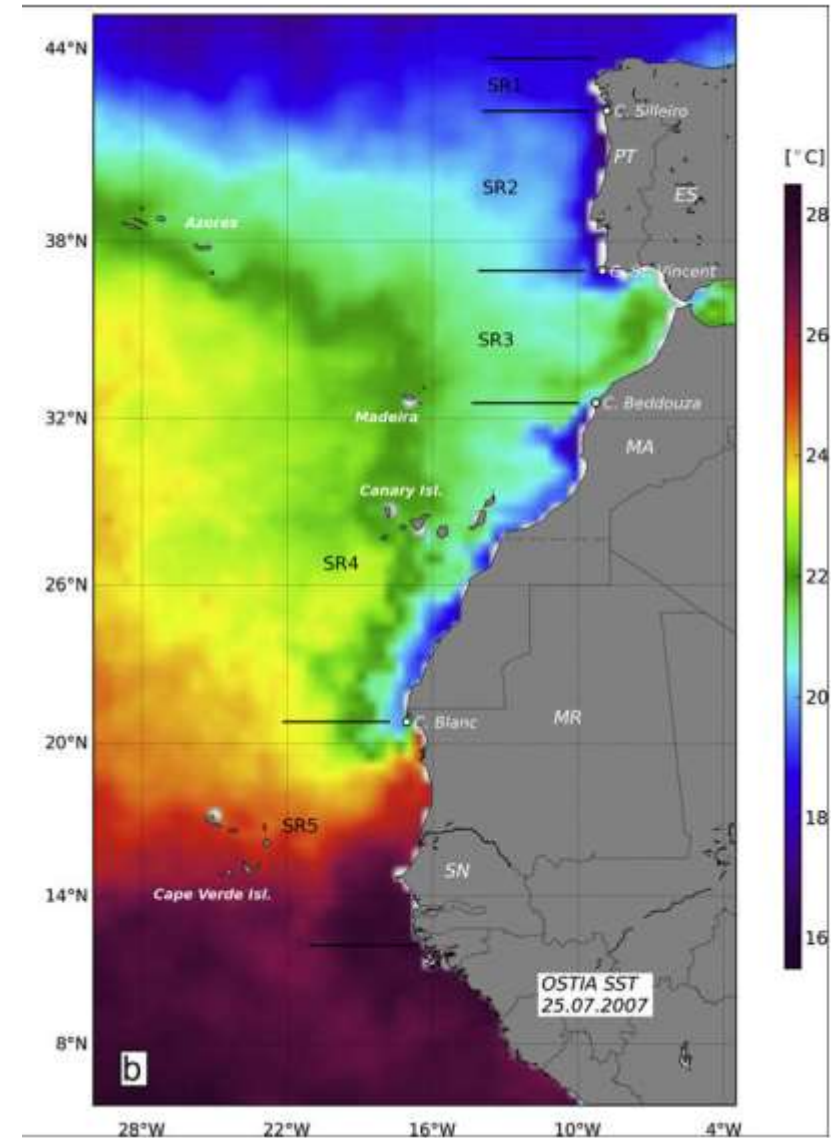 44°N
SR1
C. Silleiro
PT
[°C]
SR2
ES
28
Azores
38°N
C. St. Vincent
26
SR3
32°N
Madeira
C. Beddouza
MA
24
Canary Isl.
SR4
26°N
22
20°N
C. Blanc
MR
20
SR5
18
SN
14°N
Cape Verde Isl.
16
OSTIA SST
25.07.2007
8°N
b
28°W 22°W 16°W 10°W 4°W